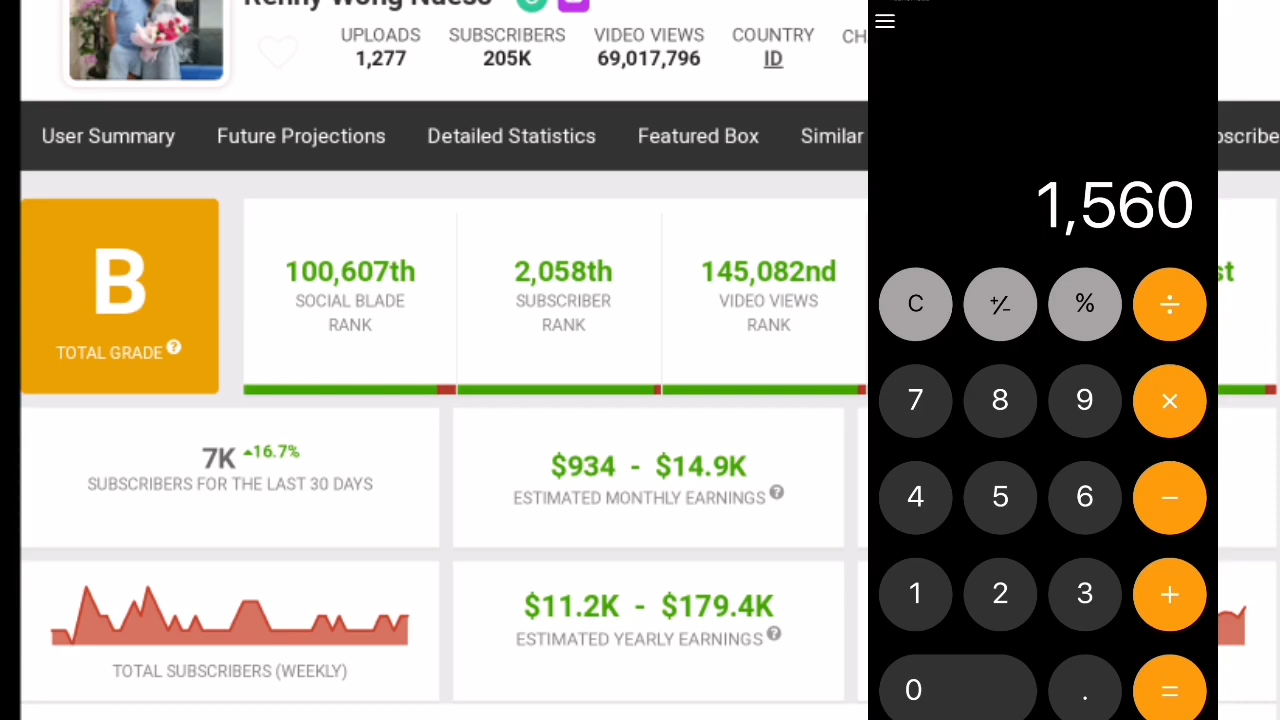 UPLOADS
1,277
SUBSCRIBERS
205K
VIDEO VIEWS
69,017,796
COUNTRY
ID
CH
User Summary
Future Projections
Detailed Statistics
Featured Box
Similar
B
TOTAL GRADE ?
100,607th
SOCIAL BLADE
RANK
2,058th
SUBSCRIBER
RANK
145,082nd
VIDEO VIEWS
RANK
st
7K 16.7%
SUBSCRIBERS FOR THE LAST 30 DAYS
$934 - $14.9K
ESTIMATED MONTHLY EARNINGS ?
TOTAL SUBSCRIBERS (WEEKLY)
$11.2K - $179.4K
ESTIMATED YEARLY EARNINGS ?
1,560
C +/- % ÷
7 8 9 ×
4 5 6 −
1 2 3 +
0 . =